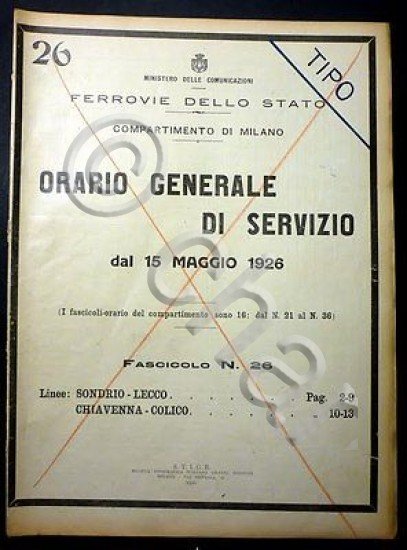 26
TIPO
MINISTERO DELLE COMUNICAZIONI
FERROVIE DELLO STATO
COMPARTIMENTO DI MILANO
ORARIO GENERALE
DI SERVIZIO
dal 15 MAGGIO 1926
(I fascicoli-orario del compartimento sono 16: dal N. 21 al N. 36)
FASCICOLO N. 26
Linee: SONDRIO - LECCO . . . . . . Pag. 2-9
CHIAVENNA - COLICO . . . . . . 10-13